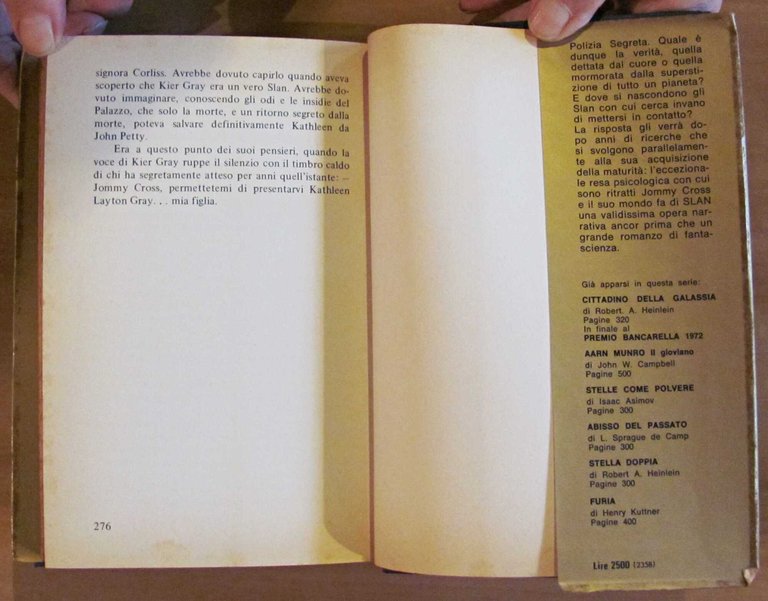 signora Corliss. Avrebbe dovuto capirlo quando aveva
scoperto che Kier Gray era un vero Slan. Avrebbe do-
vuto immaginare, conoscendo gli odi e le insidie del
Palazzo, che solo la morte, e un ritorno segreto dalla
morte, poteva salvare definitivamente Kathleen da
John Petty.
Era a questo punto dei suoi pensieri, quando la
voce di Kier Gray ruppe il silenzio con il timbro caldo
di chi ha segretamente atteso per anni quell'istante: –
Jommy Cross, permettetemi di presentarvi Kathleen
Layton Gray. . . mia figlia.
276
Polizia Segreta. Quale è
dunque la verità, quella
dettata dal cuore o quella
mormorata dalla supersti-
zione di tutto un pianeta?
E dove si nascondono gli
Slan con cui cerca invano
di mettersi in contatto?
La risposta gli verrà do-
po anni di ricerche che
si svolgono parallelamen-
te alla sua acquisizione
della maturità: l'ecceziona-
le resa psicologica con cui
sono ritratti Jommy Cross
e il suo mondo fa di SLAN
una validissima opera nar-
rativa ancor prima che un
grande romanzo di fanta-
scienza.
Già apparsi in questa serie:
CITTADINO DELLA GALASSIA
di Robert. A. Heinlein
Pagine 320
In finale al
PREMIO BANCARELLA 1972
AARN MUNRO il gioviano
di John W. Campbell
Pagine 500
STELLE COME POLVERE
di Isaac Asimov
Pagine 300
ABISSO DEL PASSATO
di L. Sprague de Camp
Pagine 300
STELLA DOPPIA
di Robert A. Heinlein
Pagine 300
FURIA
di Henry Kuttner
Pagine 400
Lire 2500 (2358)